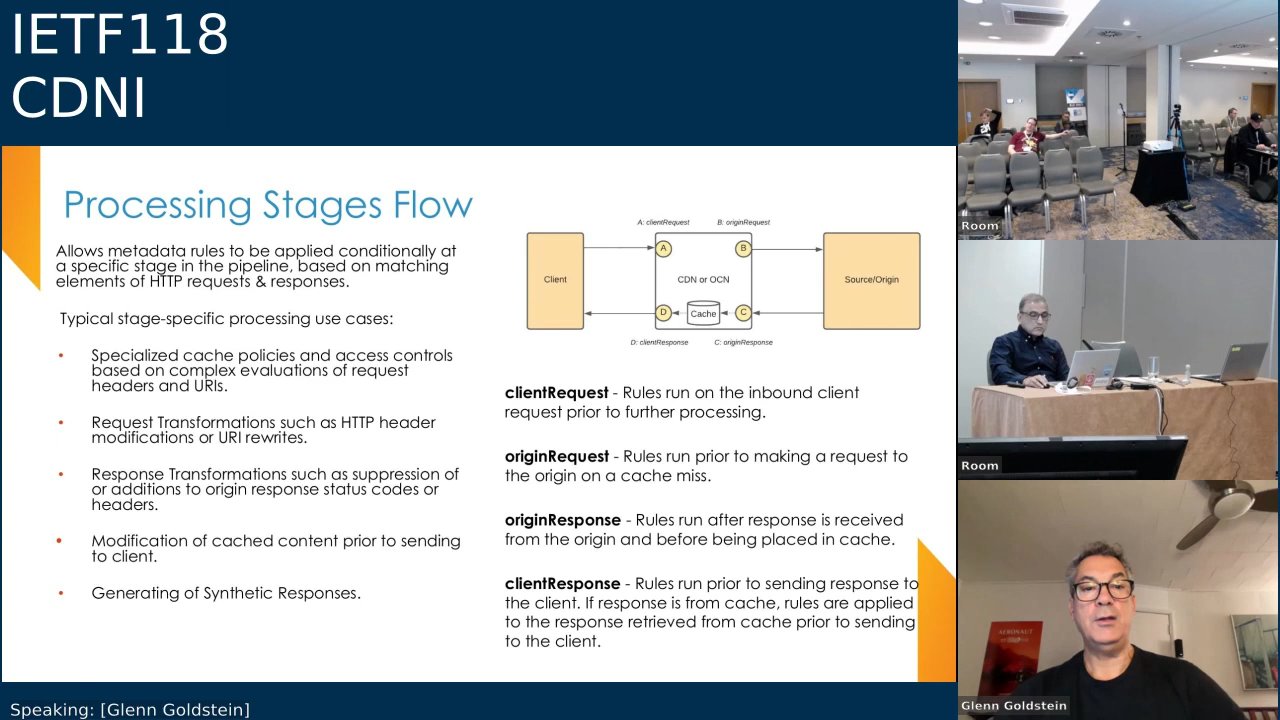 IETF118
CDNI
Processing Stages Flow
Allows metadata rules to be applied conditionally at
a specific stage in the pipeline, based on matching
elements of HTTP requests & responses.
Typical stage-specific processing use cases:
• Specialized cache policies and access controls
based on complex evaluations of request
headers and URIs.
• Request Transformations such as HTTP header
modifications or URI rewrites.
• Response Transformations such as suppression of
or additions to origin response status codes or
headers.
• Modification of cached content prior to sending
to client.
• Generating of Synthetic Responses.
A: clientRequest
B: originRequest
Client
A
B
CDN or OCN
Source/Origin
D
Cache
C
D: clientResponse
C: originResponse
clientRequest - Rules run on the inbound client
request prior to further processing.
originRequest - Rules run prior to making a request to
the origin on a cache miss.
originResponse - Rules run after response is received
from the origin and before being placed in cache.
clientResponse - Rules run prior to sending response to
the client. If response is from cache, rules are applied
to the response retrieved from cache prior to sending
to the client.
Speaking: [Glenn Goldstein]
Room
Room
AERONAUT
Glenn Goldstein